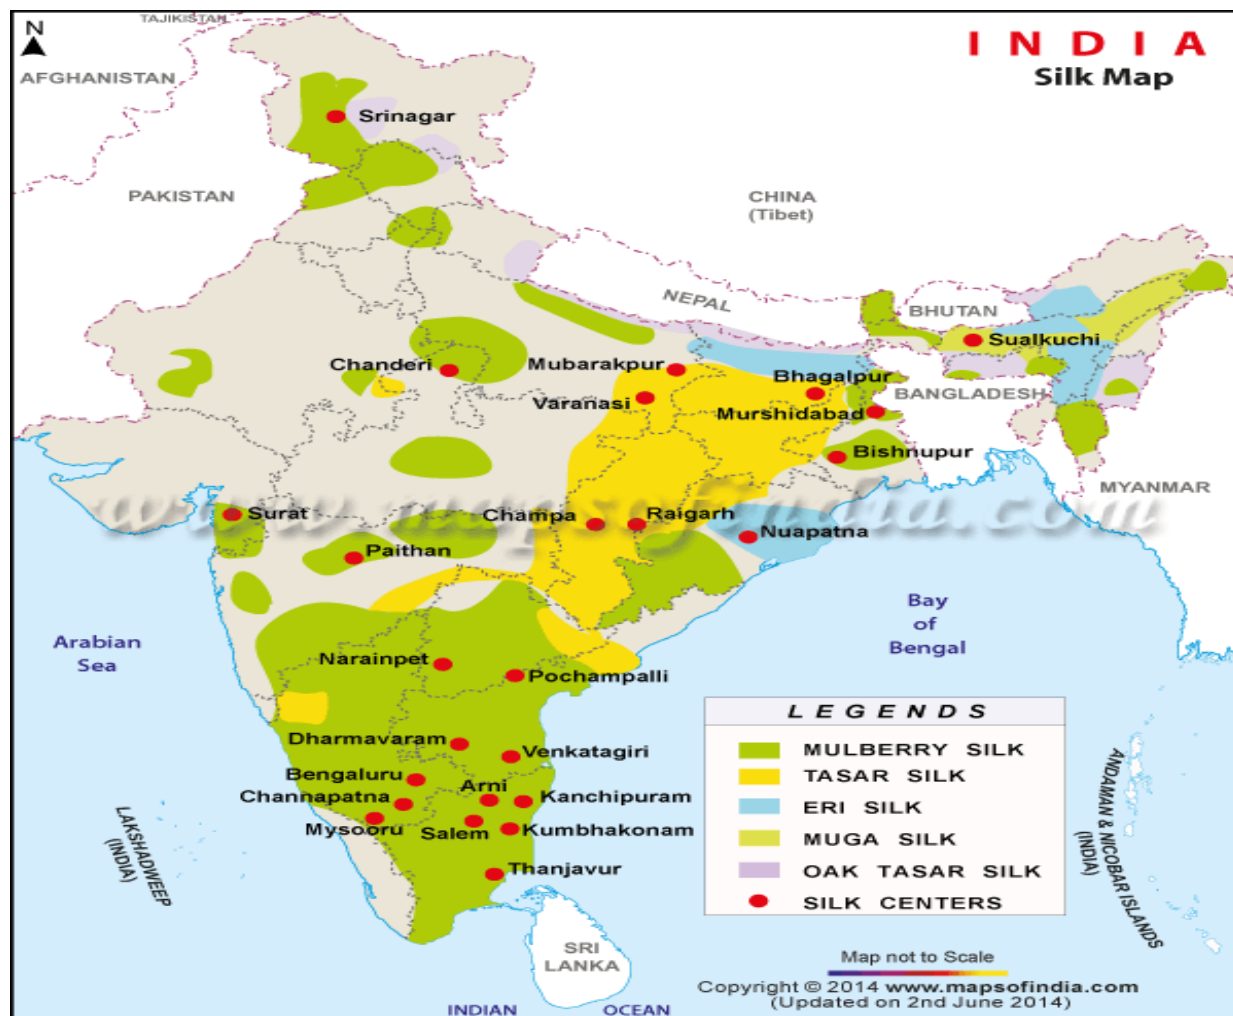 TAJIKISTAN
N
INDIA
Silk Map
AFGHANISTAN
Srinagar
PAKISTAN
CHINA
(Tibet)
NEPAL
BHUTAN
Sualkuchi
Chanderi
Mubarakpur
Bhagalpur
BANGLADESH
Varanasi
Murshidabad
Bishnupur
MYANMAR
www.mapsofindia.com
Surat
Champa
Raigarh
Nuapatna
Paithan
Arabian
Sea
Bay
of
Bengal
Narainpet
Pochampalli
Dharmavaram
Venkatagiri
Bengaluru
Arni
Channapatna
Kanchipuram
Mysooru
Salem
Kumbhakonam
Thanjavur
LAKSHADWEEP
(INDIA)
SRI
LANKA
INDIAN OCEAN
LEGENDS
MULBERRY SILK
TASAR SILK
ERI SILK
MUGA SILK
OAK TASAR SILK
SILK CENTERS
ANDAMAN & NICOBAR ISLANDS
(INDIA)
Map not to Scale
Copyright © 2014 www.mapsofindia.com
(Updated on 2nd June 2014)